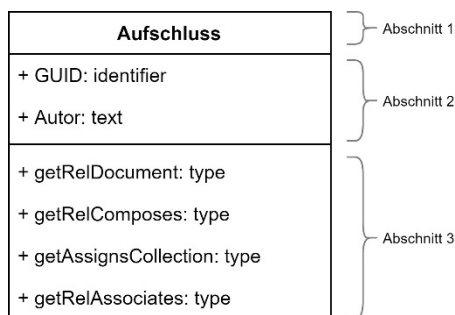 Aufschluss
Abschnitt 1
+ GUID: identifier
+ Autor: text
Abschnitt 2
+ getRelDocument: type
+ getRelComposes: type
+ getAssignsCollection: type
+ getRelAssociates: type
Abschnitt 3